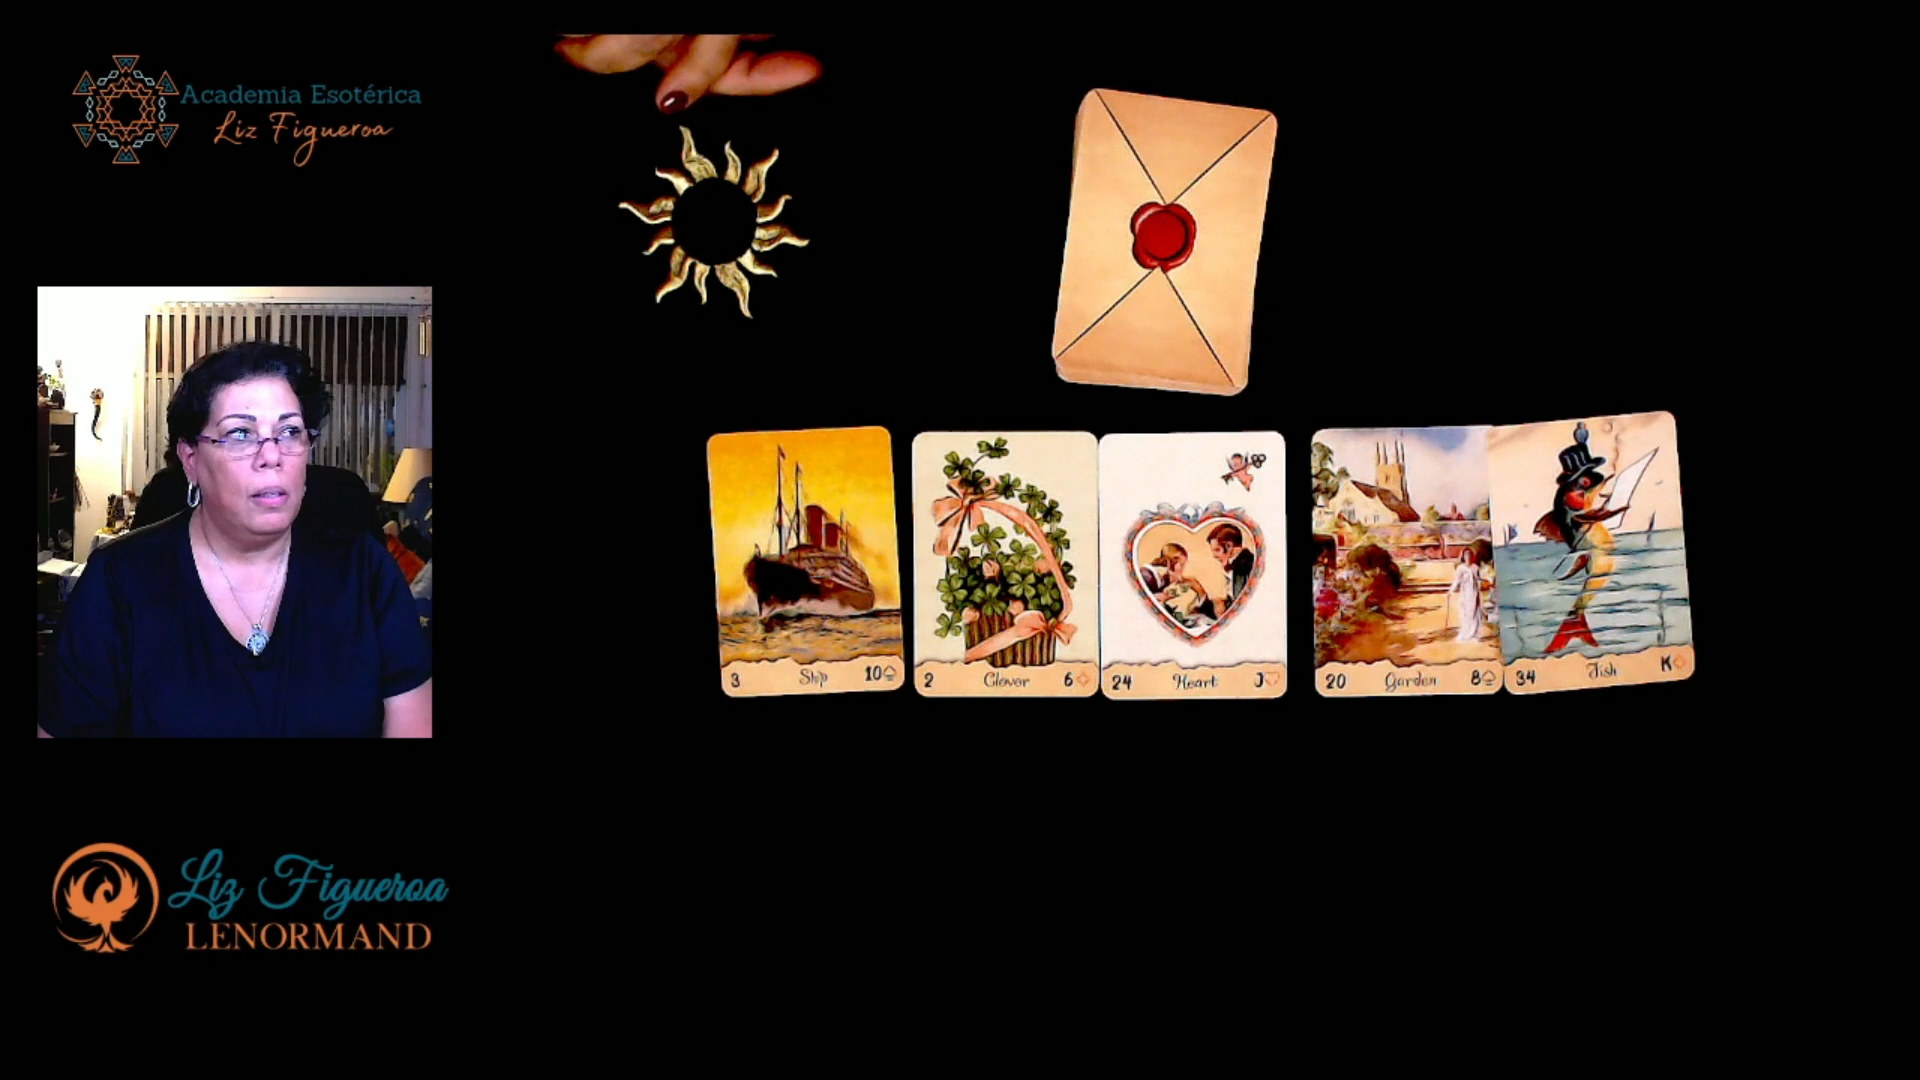 Academia Esotérica
Liz Figueroa
3 Ship 10
2 Clover 6
24 Heart J
20 Garden 8
34 Fish K
Liz Figueroa
LENORMAND